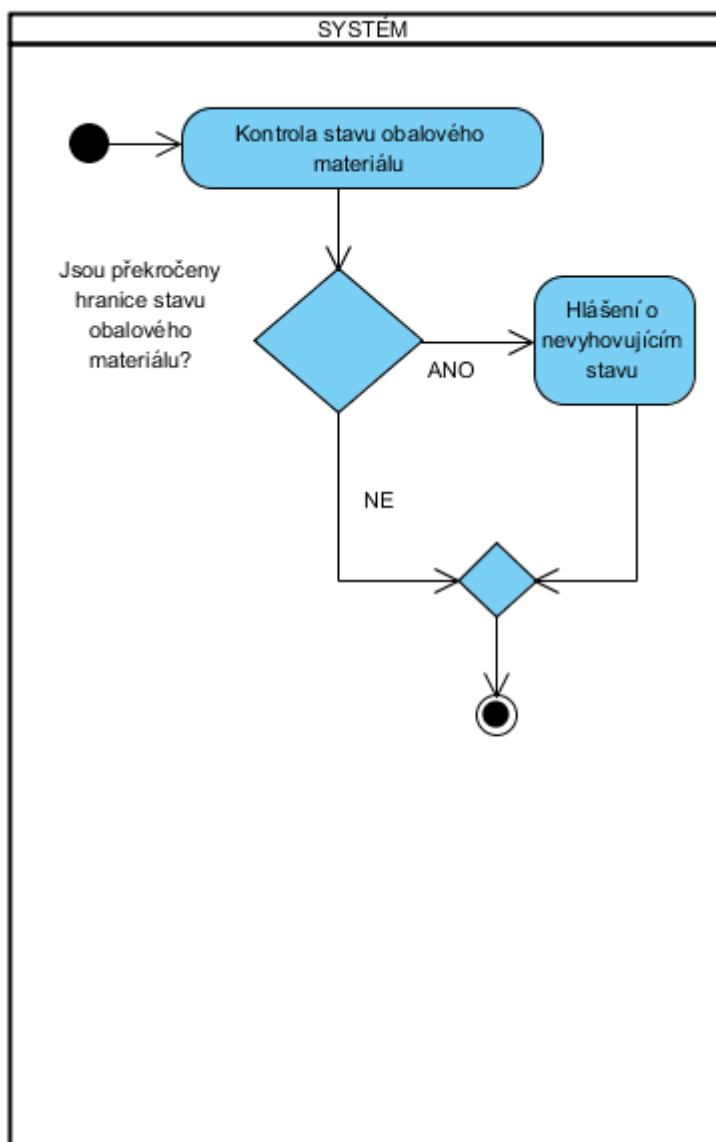 SYSTÉM
Kontrola stavu obalového
materiálu
Jsou překročeny
hranice stavu
obalového
materiálu?
Hlášení o
nevyhovujícím
stavu
ANO
NE